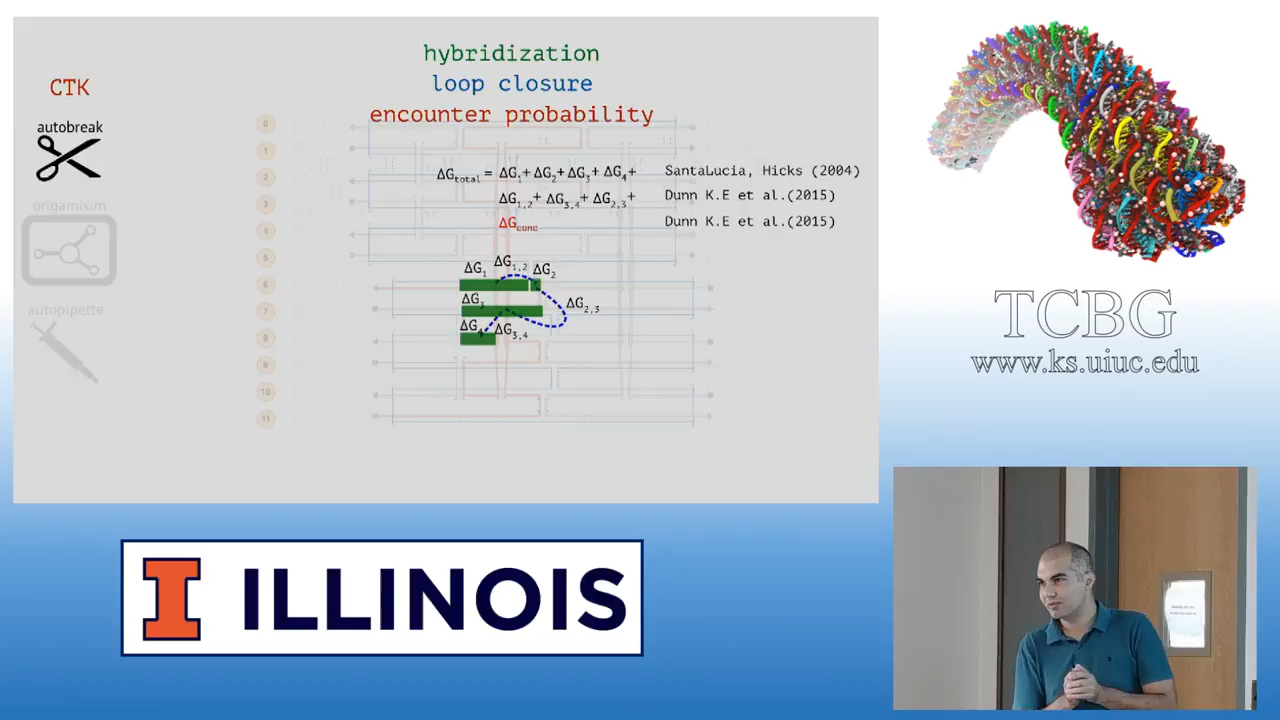 hybridization
loop closure
encounter probability
CTK
autobreak
origamisim
autopipette
ΔGtotal = ΔG1+ ΔG2+ ΔG3+ ΔG4+ SantaLucia, Hicks (2004)
ΔG1,2+ ΔG3,4+ ΔG2,3+ Dunn K.E et al.(2015)
ΔGconc Dunn K.E et al.(2015)
ΔG1 ΔG1,2 ΔG2
ΔG3 ΔG2,3
ΔG4 ΔG3,4
0
1
2
3
4
5
6
7
8
10
11
TCBG
www.ks.uiuc.edu
I ILLINOIS